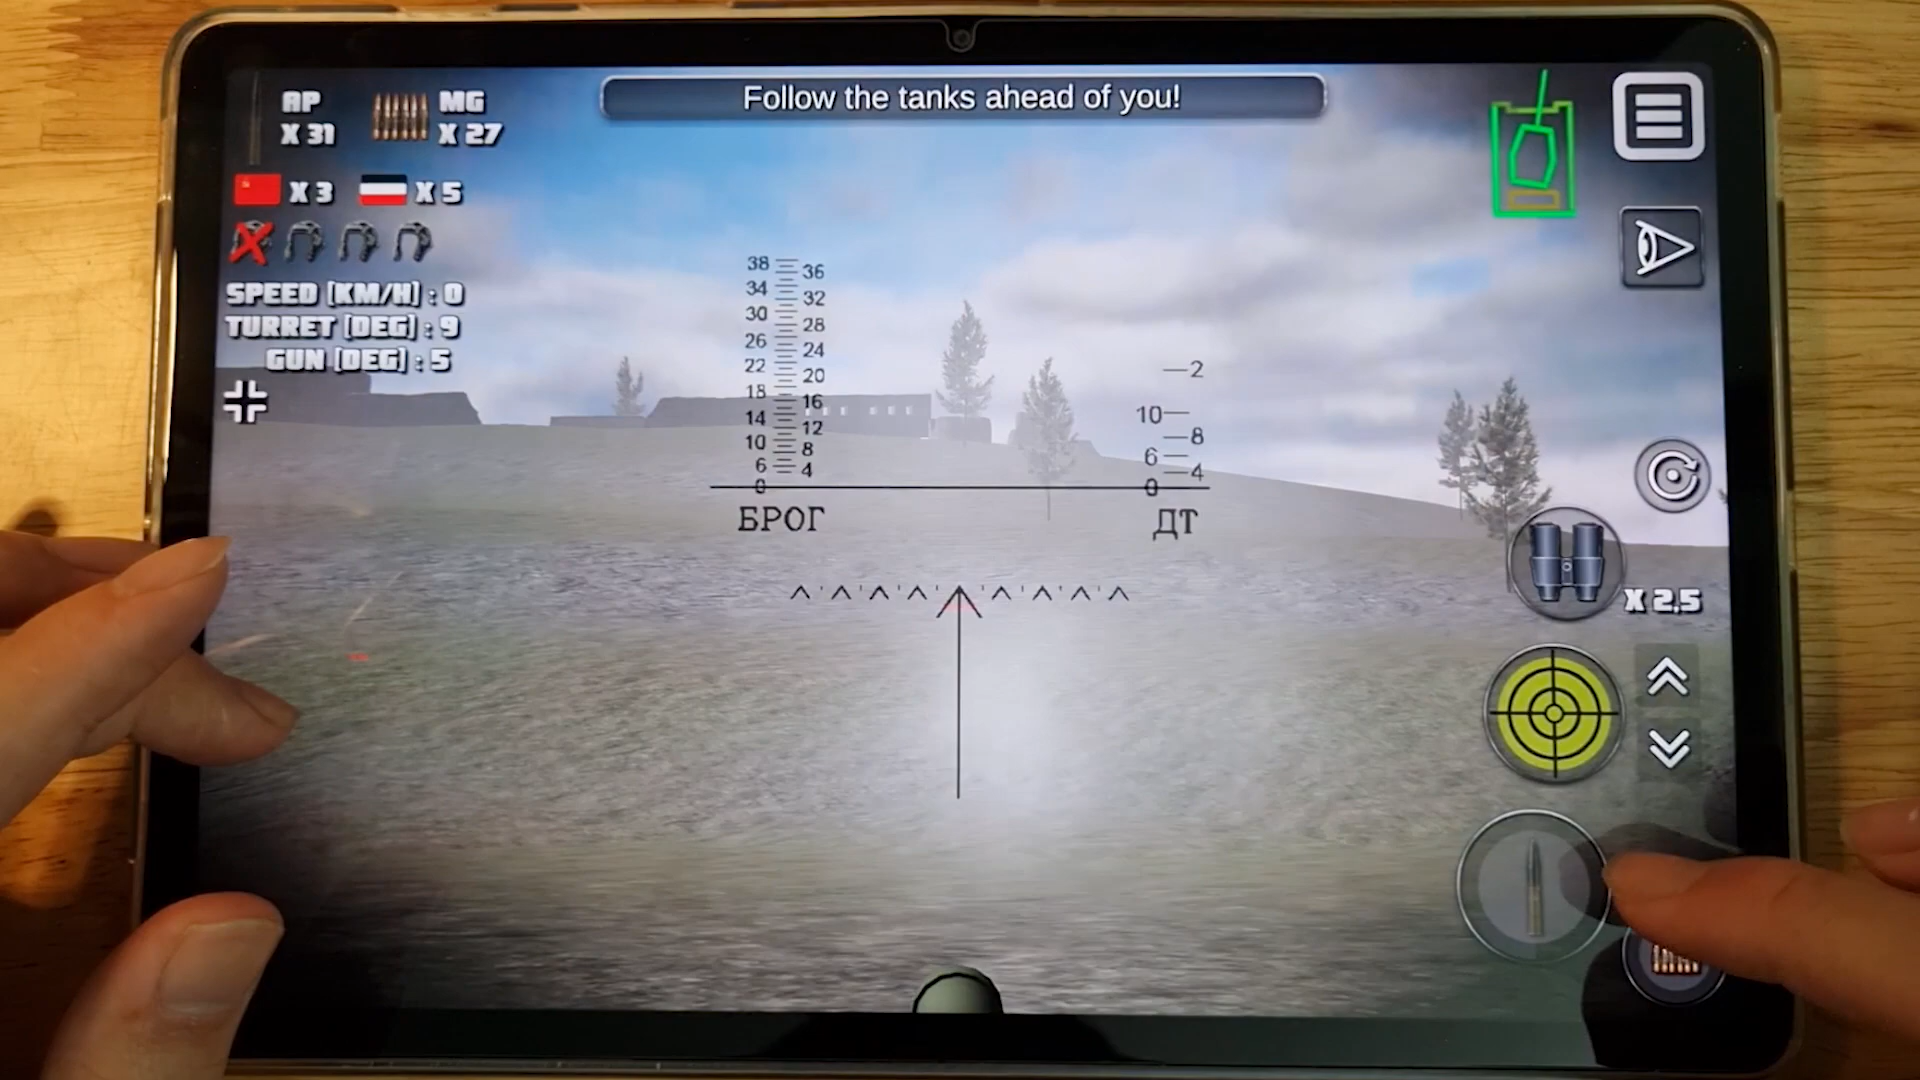 Follow the tanks ahead of you!
AP
X 31
MG
X 27
X 3
X 5
SPEED [KM/H] : 0
TURRET [DEG] : 9
GUN [DEG] : 5
38
36
34
32
30
28
26
24
22
20
18
16
14
12
10
8
6
4
0
БРОГ
2
10
8
6
4
0
ДТ
X 2,5